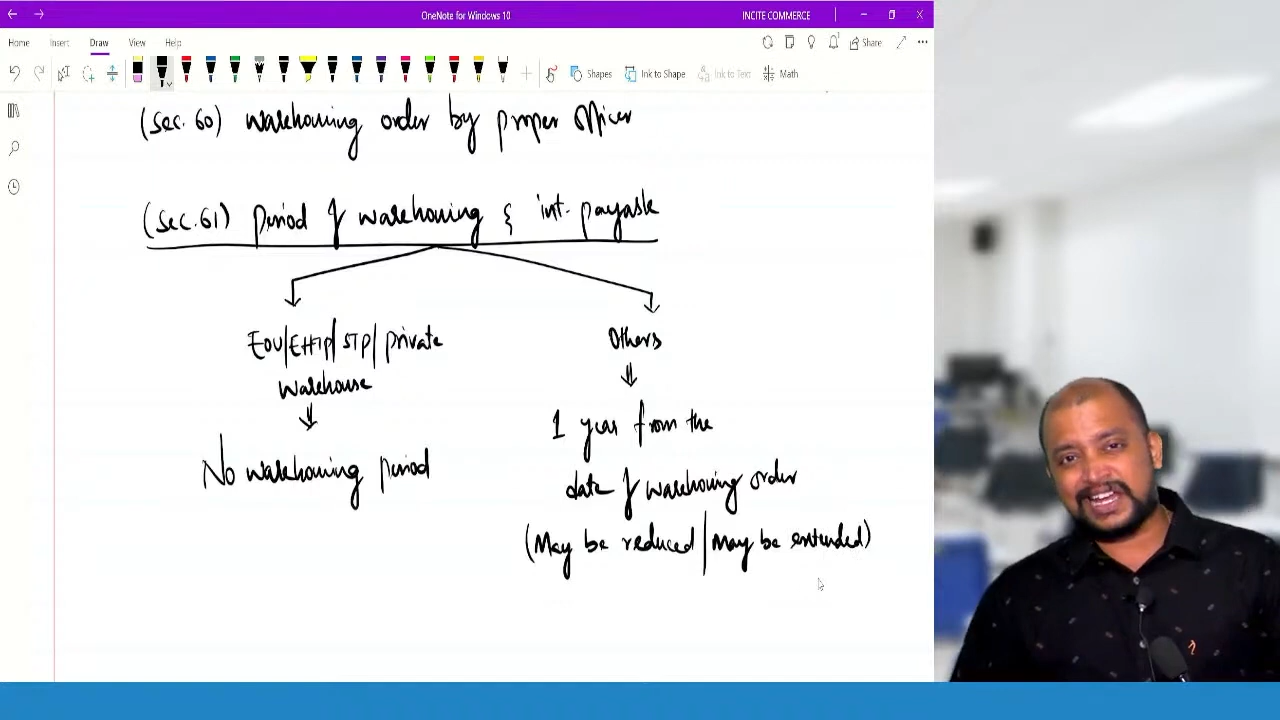 OneNote for Windows 10
INCITE COMMERCE
Home Insert Draw View Help
Share
Shapes Ink to Shape Ink to Text Math
(Sec. 60) warehousing order by proper officer
(Sec. 61) Period of warehousing & int. payable
EOU/EHTP/STP/private
warehouse
No warehousing period
Others
1 year from the
date of warehousing order
(May be reduced/May be extended)